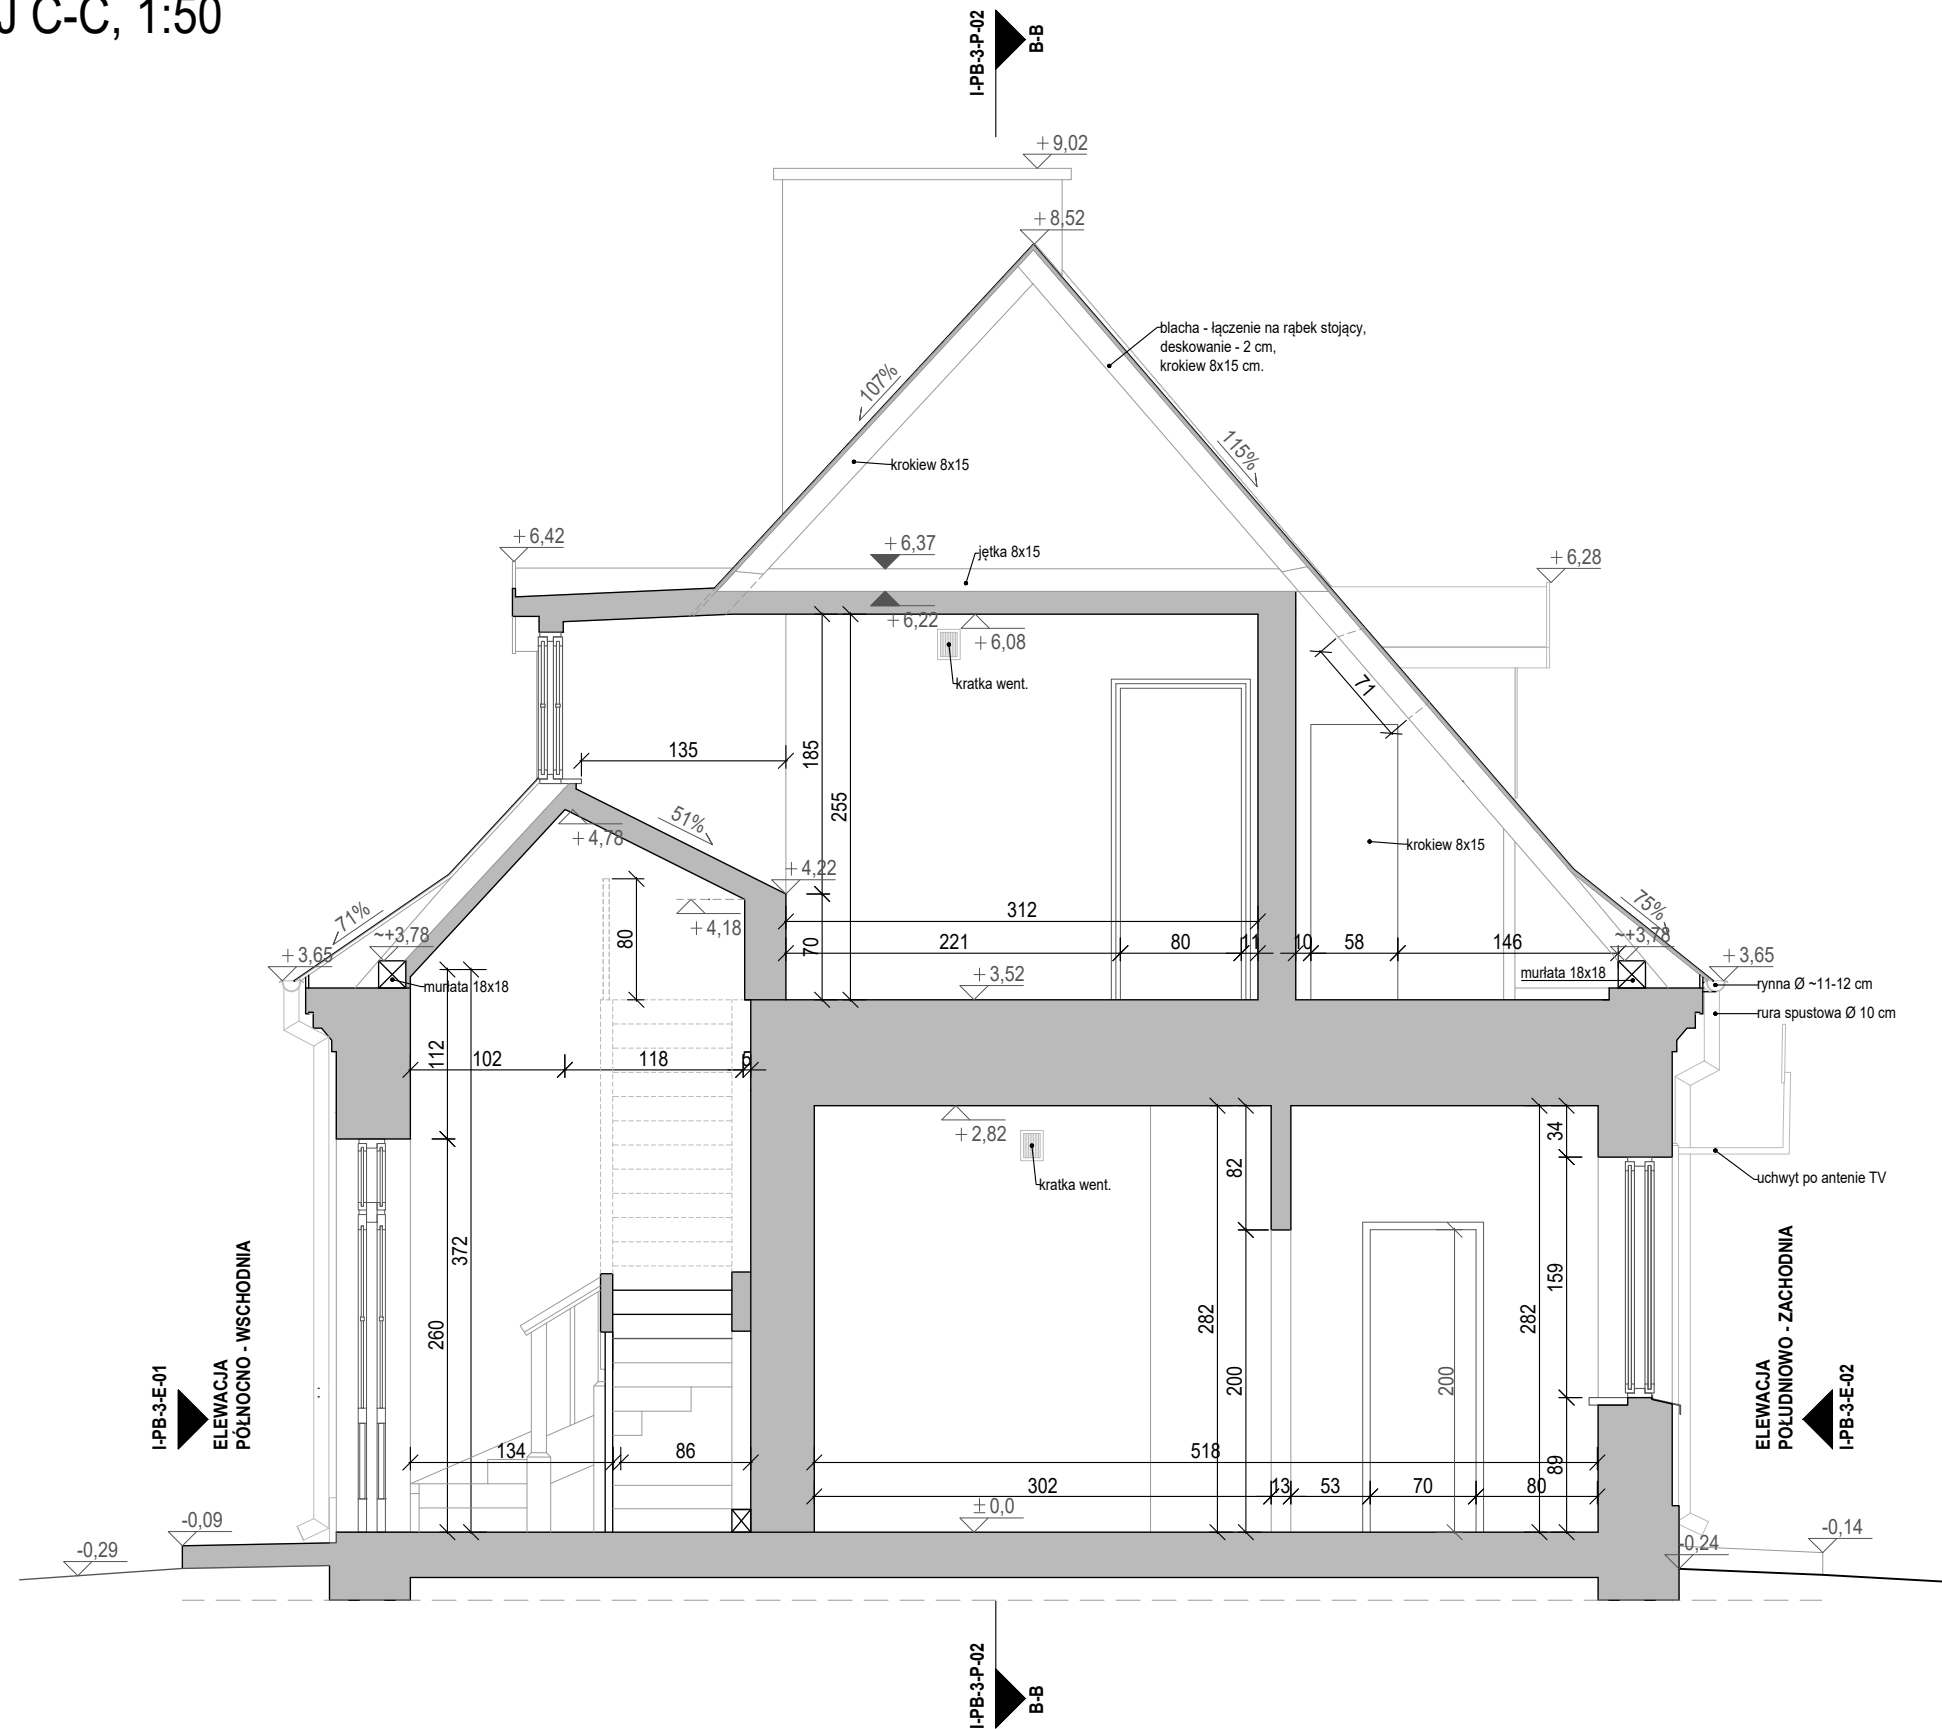 J C-C, 1:50
I-PB-3-P-02
B-B
+9,02
+8,52
blacha - łączenie na rąbek stojący,
deskowanie - 2 cm,
krokiew 8x15 cm.
107%
115%
krokiew 8x15
+6,42
+6,37
jętka 8x15
+6,28
+6,22
+6,08
kratka went.
71
135
185
255
51%
+4,78
krokiew 8x15
+4,22
71%
75%
312
+4,18
80
~+3,78
221
80
11
10
58
146
~+3,78
70
+3,65
+3,65
+3,52
murłata 18x18
murłata 18x18
rynna Ø ~11-12 cm
rura spustowa Ø 10 cm
112
102
118
5
+2,82
34
82
kratka went.
uchwyt po antenie TV
372
260
282
200
282
159
200
I-PB-3-E-01
ELEWACJA
PÓŁNOCNO - WSCHODNIA
ELEWACJA
POŁUDNIOWO - ZACHODNIA
I-PB-3-E-02
134
86
518
89
302
13
53
70
80
±0,0
-0,09
-0,29
-0,24
-0,14
I-PB-3-P-02
B-B